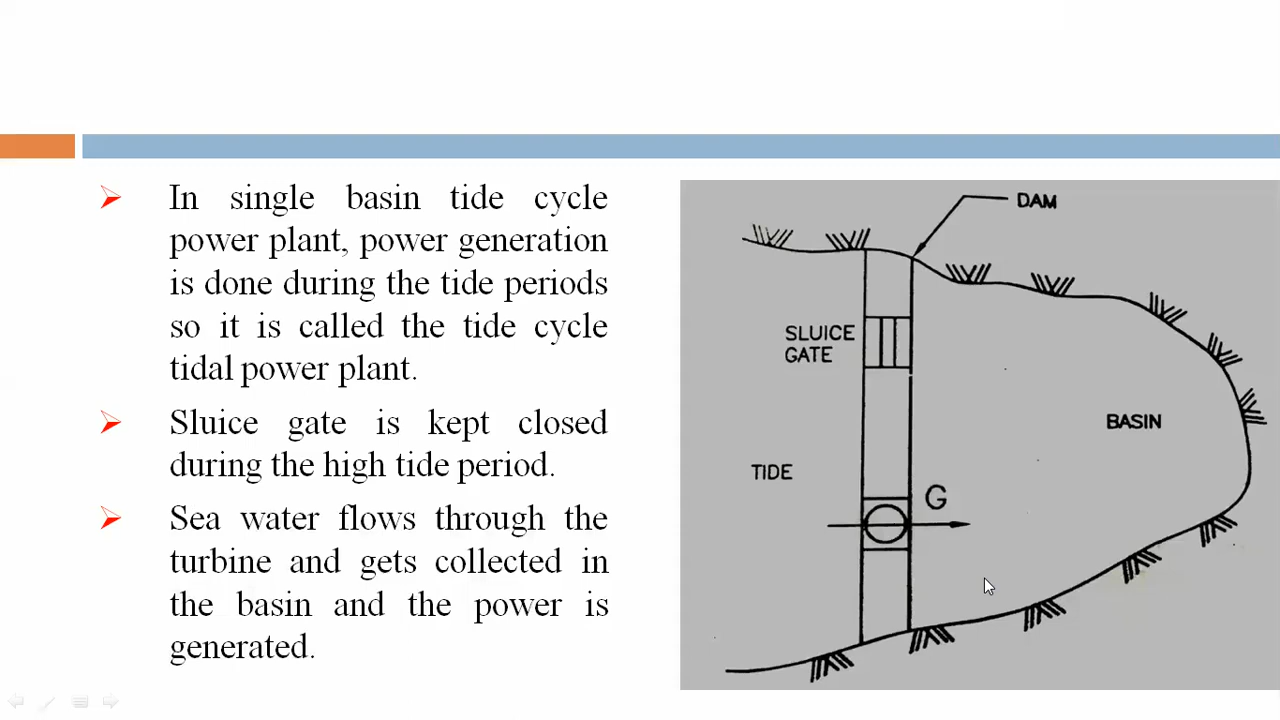 In single basin tide cycle
power plant, power generation
is done during the tide periods
so it is called the tide cycle
tidal power plant.
Sluice gate is kept closed
during the high tide period.
Sea water flows through the
turbine and gets collected in
the basin and the power is
generated.
DAM
SLUICE
GATE
BASIN
TIDE
G